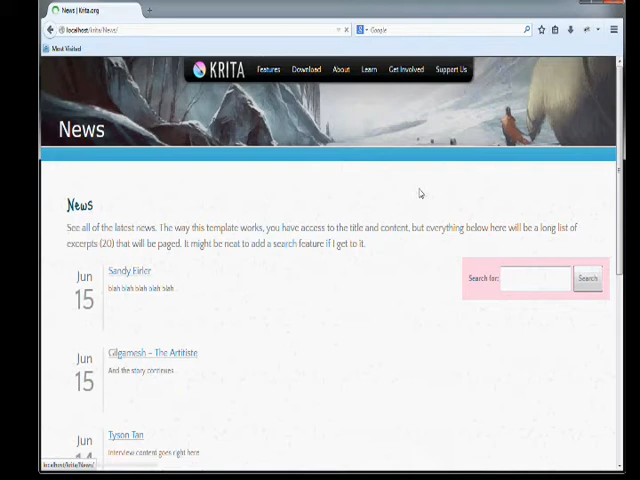 News | Krita.org
localhost/krita/News/
Google
Most Visited
KRITA Features Download About Learn Get Involved Support Us
News
News
See all of the latest news. The way this template works, you have access to the title and content, but everything below here will be a long list of
excerpts (20) that will be paged. It might be neat to add a search feature if I get to it.
Jun
15
Sandy Eirler
blah blah blah blah blah
Search for:
Search
Jun
15
Gilgamesh – The Artitiste
And the story continues
Jun
14
Tyson Tan
Interview content goes right here
localhost/krita/News/